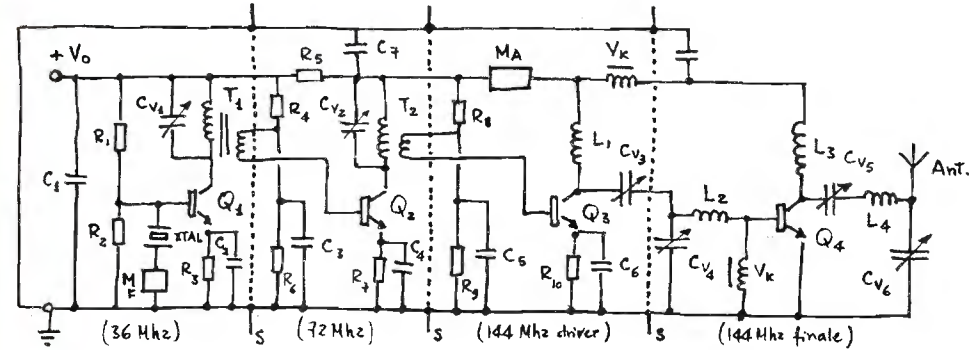 + Vo
R5
C7
MA
VK
R1
Cv1
T1
R4
Cv2
T2
R8
L1
Cv3
L3
Cv5
Ant.
C1
R2
XTAL
MF
Q1
R3
C2
R6
C3
Q2
R7
C4
R9
C5
Q3
R10
C6
L2
Cv4
VK
Q4
L4
Cv6
(36 Mhz)
S
(72 Mhz)
S
(144 Mhz driver)
S
(144 Mhz finale)